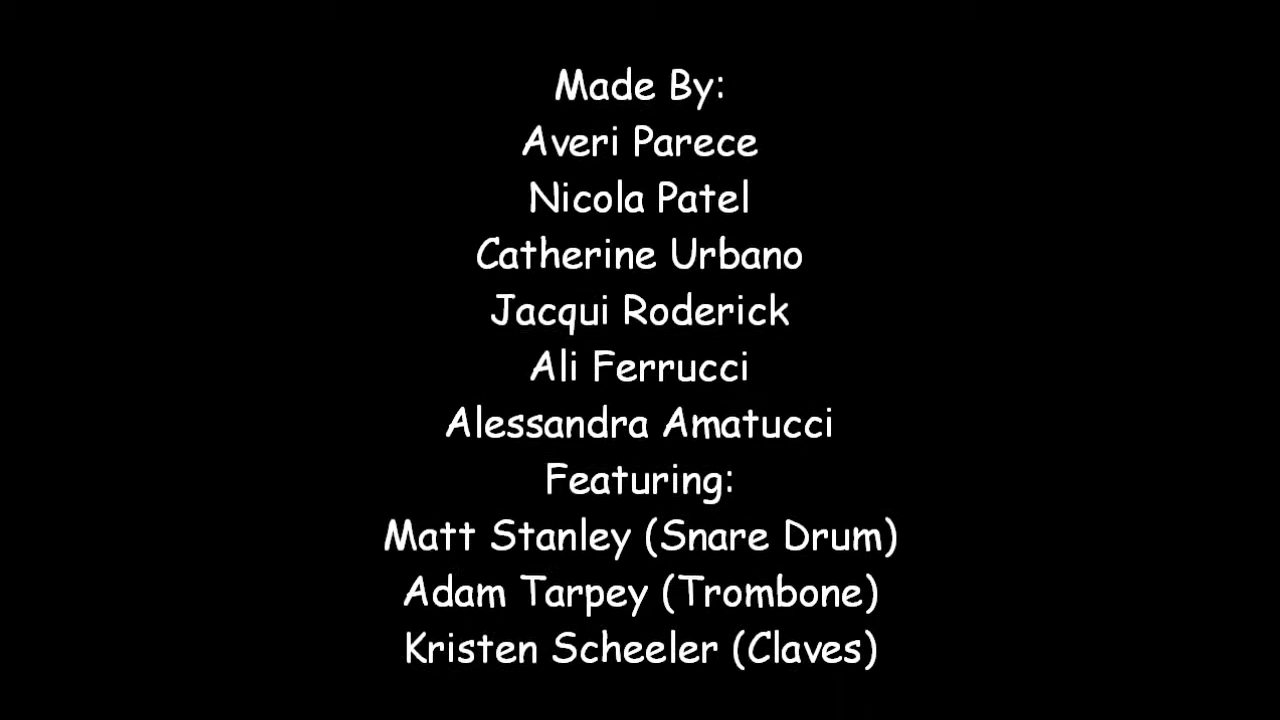 Made By:
Averi Parece
Nicola Patel
Catherine Urbano
Jacqui Roderick
Ali Ferrucci
Alessandra Amatucci
Featuring:
Matt Stanley (Snare Drum)
Adam Tarpey (Trombone)
Kristen Scheeler (Claves)